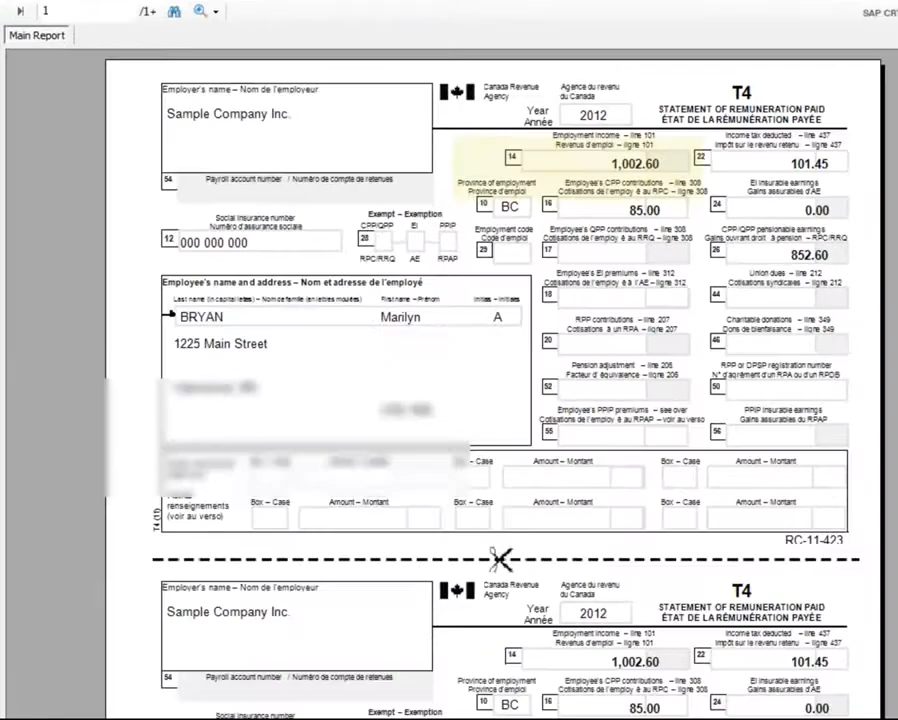 1 /1+ SAP CR
Main Report
Employer's name – Nom de l'employeur
Sample Company Inc.
54 Payroll account number / Numéro de compte de retenues
Canada Revenue Agency
Agence du revenu du Canada
Year
Année
2012
T4
STATEMENT OF REMUNERATION PAID
ÉTAT DE LA RÉMUNÉRATION PAYÉE
Employment income – line 101
Revenus d'emploi – ligne 101
14 1,002.60
Income tax deducted – line 437
Impôt sur le revenu retenu – ligne 437
22 101.45
Province of employment
Province d'emploi
10 BC
Employee's CPP contributions – line 308
Cotisations de l'employé au RPC – ligne 308
16 85.00
EI insurable earnings
Gains assurables d'AE
24 0.00
Social insurance number
Numéro d'assurance sociale
12 000 000 000
Exempt – Exemption
CPP/QPP EI PPIP
28
RPC/RRQ AE RPAP
Employment code
Code d'emploi
29
Employee's QPP contributions – line 308
Cotisations de l'employé au RRQ – ligne 308
17
CPP/QPP pensionable earnings
Gains ouvrant droit à pension – RPC/RRQ
26 852.60
Employee's name and address – Nom et adresse de l'employé
Last name (in capital letters) – Nom de famille (en lettres moulées) First name – Prénom Initials – Initiales
BRYAN Marilyn A
1225 Main Street
Employee's EI premiums – line 312
Cotisations de l'employé à l'AE – ligne 312
18
Union dues – line 212
Cotisations syndicales – ligne 212
44
RPP contributions – line 207
Cotisations à un RPA – ligne 207
20
Charitable donations – line 349
Dons de bienfaisance – ligne 349
46
Pension adjustment – line 206
Facteur d'équivalence – ligne 206
52
RPP or DPSP registration number
N° d'agrément d'un RPA ou d'un RPDB
50
Employee's PPIP premiums – see over
Cotisations de l'employé au RPAP – voir au verso
55
PPIP insurable earnings
Gains assurables du RPAP
56
– Case Amount – Montant Box – Case Amount – Montant
renseignements
(voir au verso)
Box – Case Amount – Montant Box – Case Amount – Montant Box – Case Amount – Montant
T4 (11)
RC-11-423
Employer's name – Nom de l'employeur
Sample Company Inc.
54 Payroll account number / Numéro de compte de retenues
Canada Revenue Agency
Agence du revenu du Canada
Year
Année
2012
T4
STATEMENT OF REMUNERATION PAID
ÉTAT DE LA RÉMUNÉRATION PAYÉE
Employment income – line 101
Revenus d'emploi – ligne 101
14 1,002.60
Income tax deducted – line 437
Impôt sur le revenu retenu – ligne 437
22 101.45
Province of employment
Province d'emploi
10 BC
Employee's CPP contributions – line 308
Cotisations de l'employé au RPC – ligne 308
16 85.00
EI insurable earnings
Gains assurables d'AE
24 0.00
Social insurance number
Exempt – Exemption